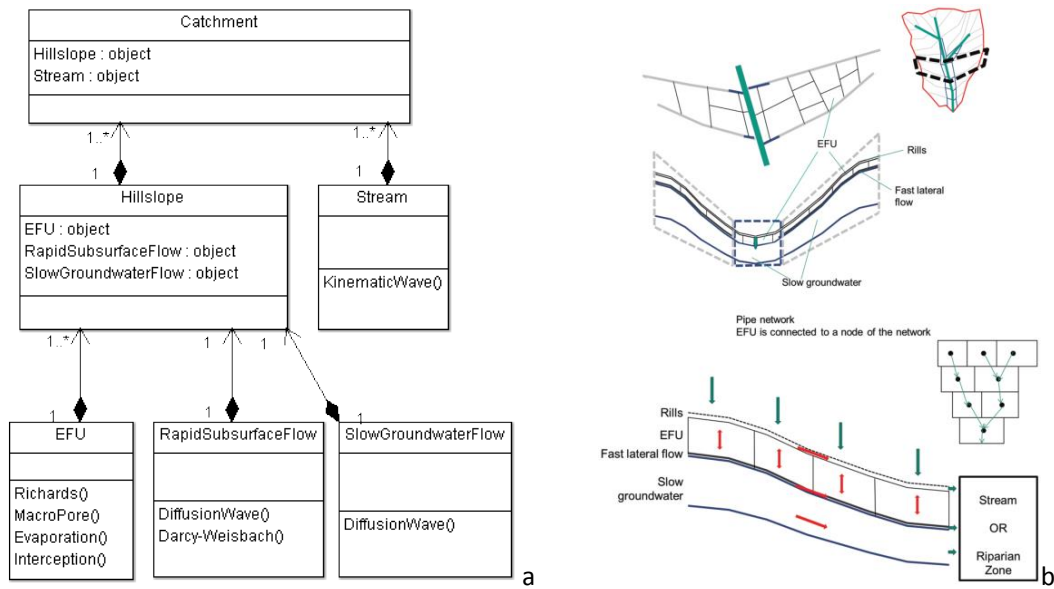 Catchment
Hillslope : object
Stream : object
1..*
1..*
1
1
Hillslope
EFU : object
RapidSubsurfaceFlow : object
SlowGroundwaterFlow : object
Stream
KinematicWave()
1..*
1
1
1
1
1
EFU
Richards()
MacroPore()
Evaporation()
Interception()
RapidSubsurfaceFlow
DiffusionWave()
Darcy-Weisbach()
SlowGroundwaterFlow
DiffusionWave()
a
EFU
Rills
Fast lateral
flow
Slow groundwater
Pipe network
EFU is connected to a node of the network
Rills
EFU
Fast lateral flow
Slow
groundwater
Stream
OR
Riparian
Zone
b